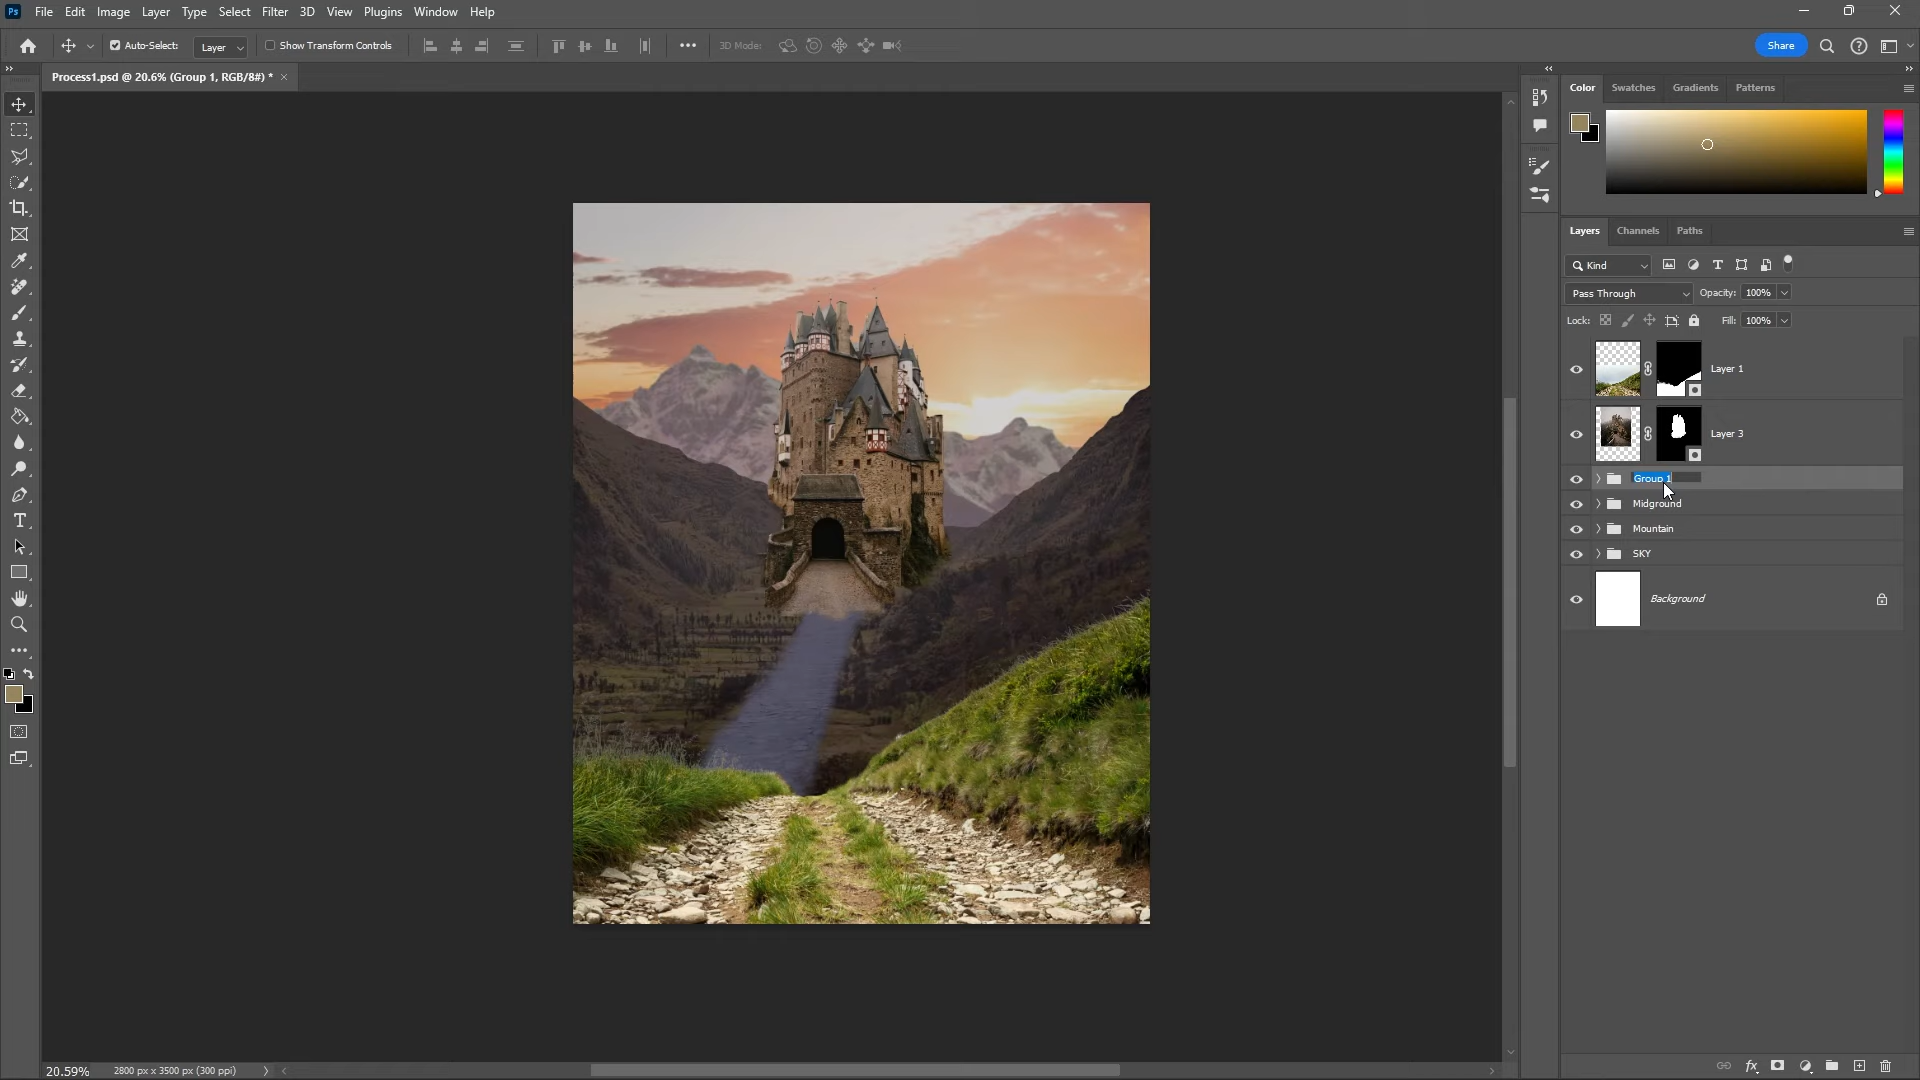 Ps File Edit Image Layer Type Select Filter 3D View Plugins Window Help
Auto-Select: Layer Show Transform Controls 3D Mode: Share
Process1.psd @ 20.6% (Group 1, RGB/8#) *
Color Swatches Gradients Patterns
Layers Channels Paths
Kind
Pass Through Opacity: 100%
Lock: Fill: 100%
Layer 1
Layer 3
Group 1
Midground
Mountain
SKY
Background
20.59% 2800 px x 3500 px (300 ppi)